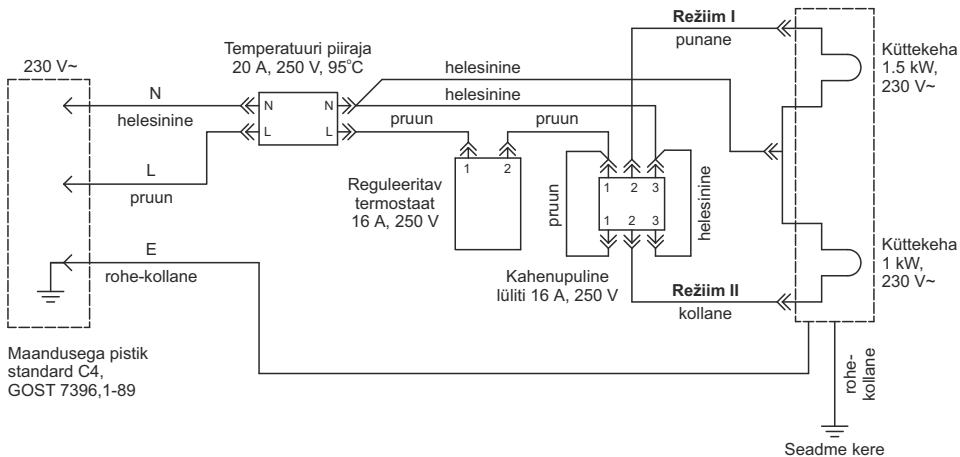 230 V~
N
helesinine
L
pruun
E
rohe-kollane
Maandusega pistik
standard C4,
GOST 7396,1-89
Temperatuuri piiraja
20 A, 250 V, 95°C
N
N
L
L
helesinine
helesinine
pruun
pruun
1
2
Reguleeritav
termostaat
16 A, 250 V
Režiim I
punane
1
2
3
1
2
3
pruun
helesinine
Kahenupuline
lüliti 16 A, 250 V
Režiim II
kollane
Küttekeha
1.5 kW,
230 V~
Küttekeha
1 kW,
230 V~
rohe-
kollane
Seadme kere